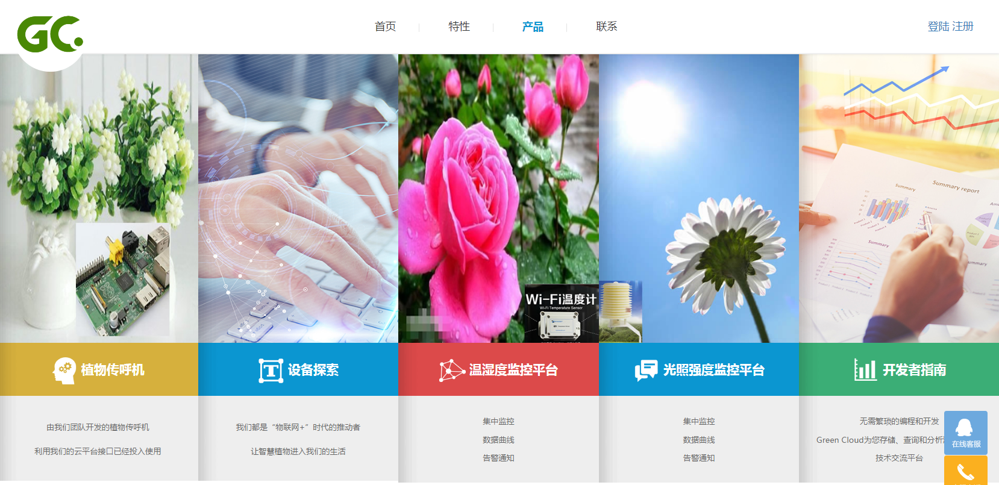 GC.
首页
特性
产品
联系
登陆 注册
Summary
Summary report
Summary
Summary
Wi-Fi温度计
Wi-Fi Temperature Sensor
植物传呼机
设备探索
温湿度监控平台
光照强度监控平台
开发者指南
由我们团队开发的植物传呼机
利用我们的云平台接口已经投入使用
我们都是“物联网+”时代的推动者
让智慧植物进入我们的生活
集中监控
数据曲线
告警通知
集中监控
数据曲线
告警通知
无需繁琐的编程和开发
Green Cloud为您存储、查询和分析
技术交流平台
在线客服